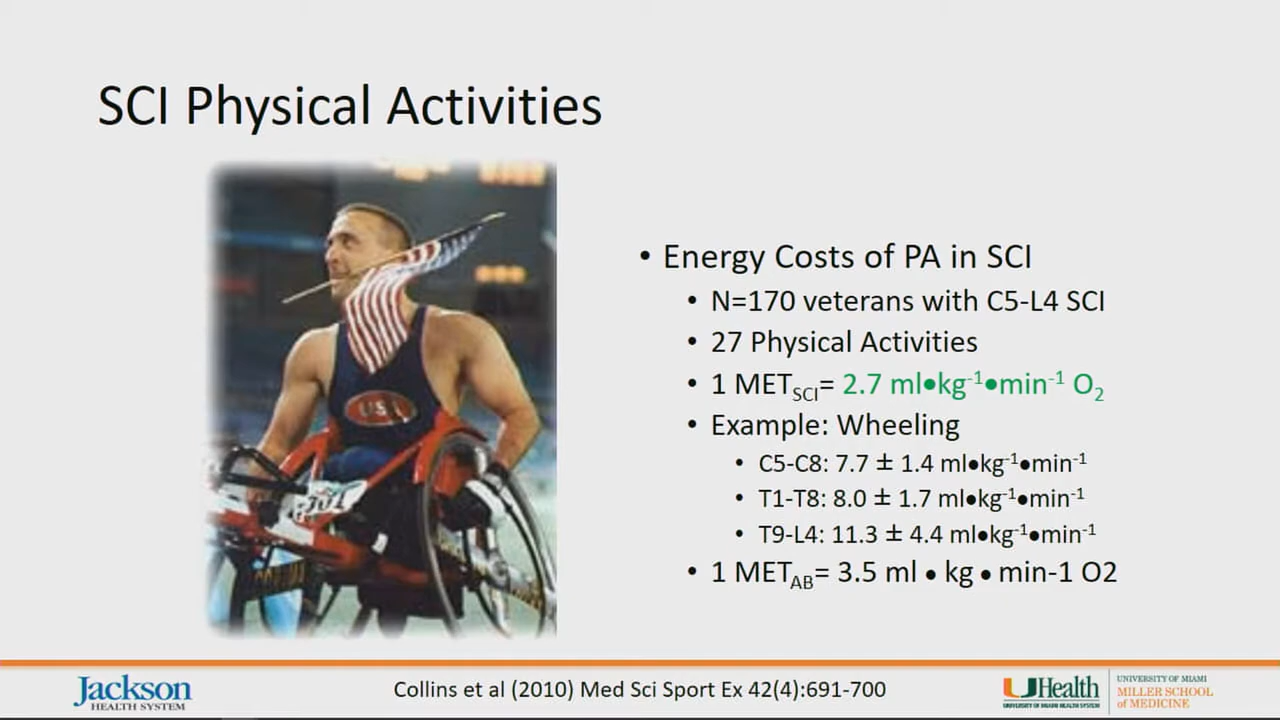 SCI Physical Activities
USA
• Energy Costs of PA in SCI
• N=170 veterans with C5-L4 SCI
• 27 Physical Activities
• 1 MET_SCI= 2.7 ml●kg⁻¹●min⁻¹ O₂
• Example: Wheeling
• C5-C8: 7.7 ± 1.4 ml●kg⁻¹●min⁻¹
• T1-T8: 8.0 ± 1.7 ml●kg⁻¹●min⁻¹
• T9-L4: 11.3 ± 4.4 ml●kg⁻¹●min⁻¹
• 1 MET_AB= 3.5 ml • kg • min-1 O2
Jackson
HEALTH SYSTEM
Collins et al (2010) Med Sci Sport Ex 42(4):691-700
UHealth
UNIVERSITY OF MIAMI HEALTH SYSTEM
UNIVERSITY OF MIAMI
MILLER SCHOOL
of MEDICINE